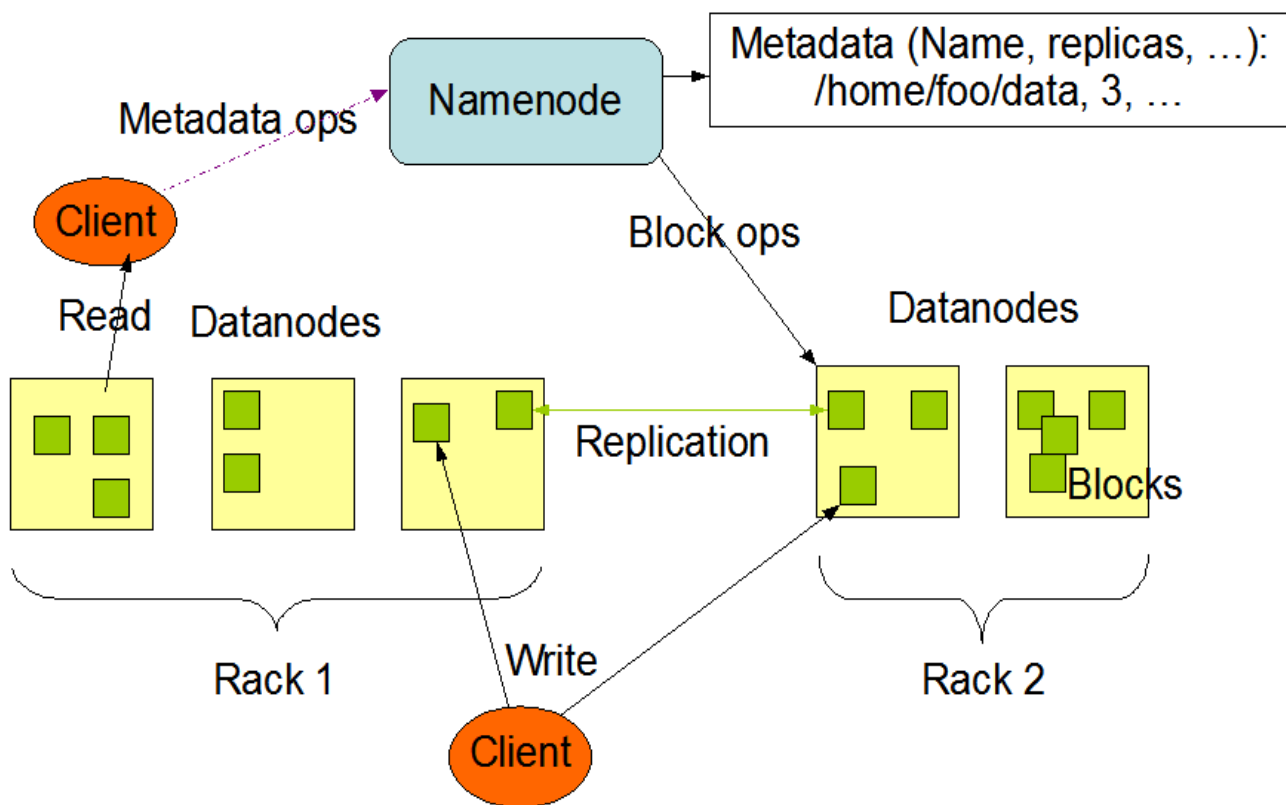 Metadata (Name, replicas, …):
/home/foo/data, 3, …
Namenode
Metadata ops
Client
Block ops
Read
Datanodes
Datanodes
Replication
Blocks
Rack 1
Write
Rack 2
Client